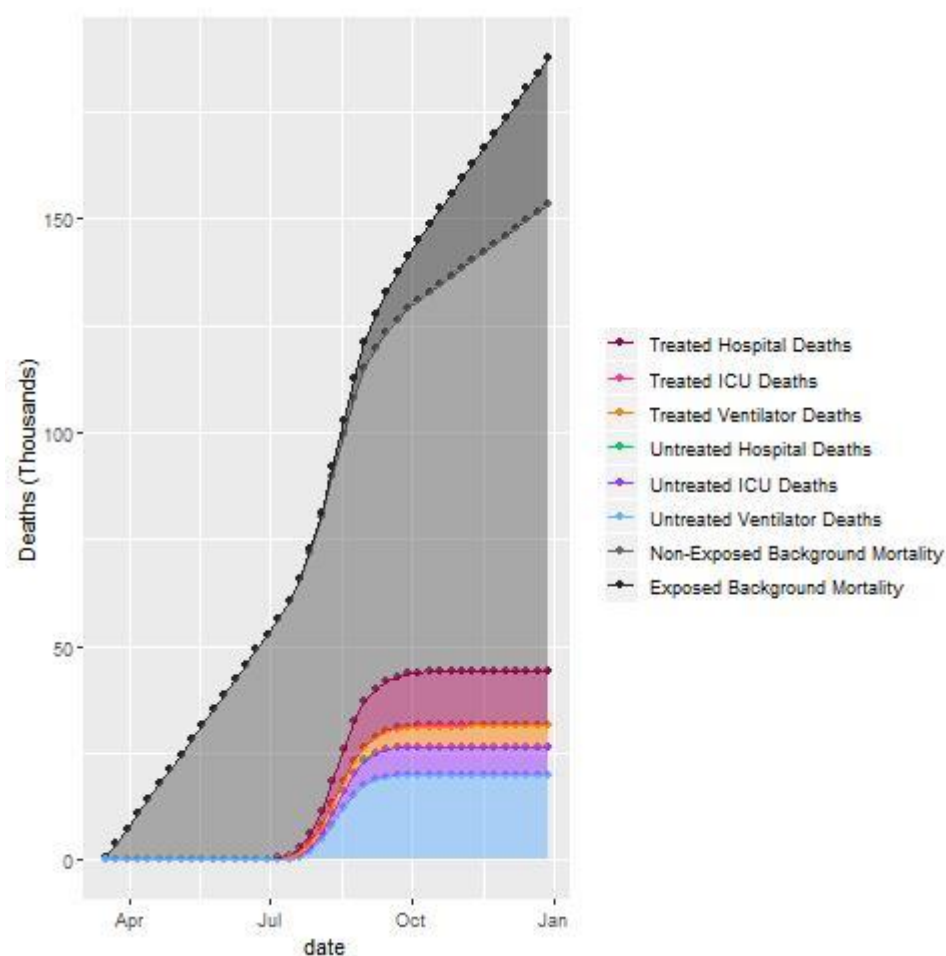 Deaths (Thousands)
150
100
50
0
Apr
Jul
Oct
Jan
date
Treated Hospital Deaths
Treated ICU Deaths
Treated Ventilator Deaths
Untreated Hospital Deaths
Untreated ICU Deaths
Untreated Ventilator Deaths
Non-Exposed Background Mortality
Exposed Background Mortality